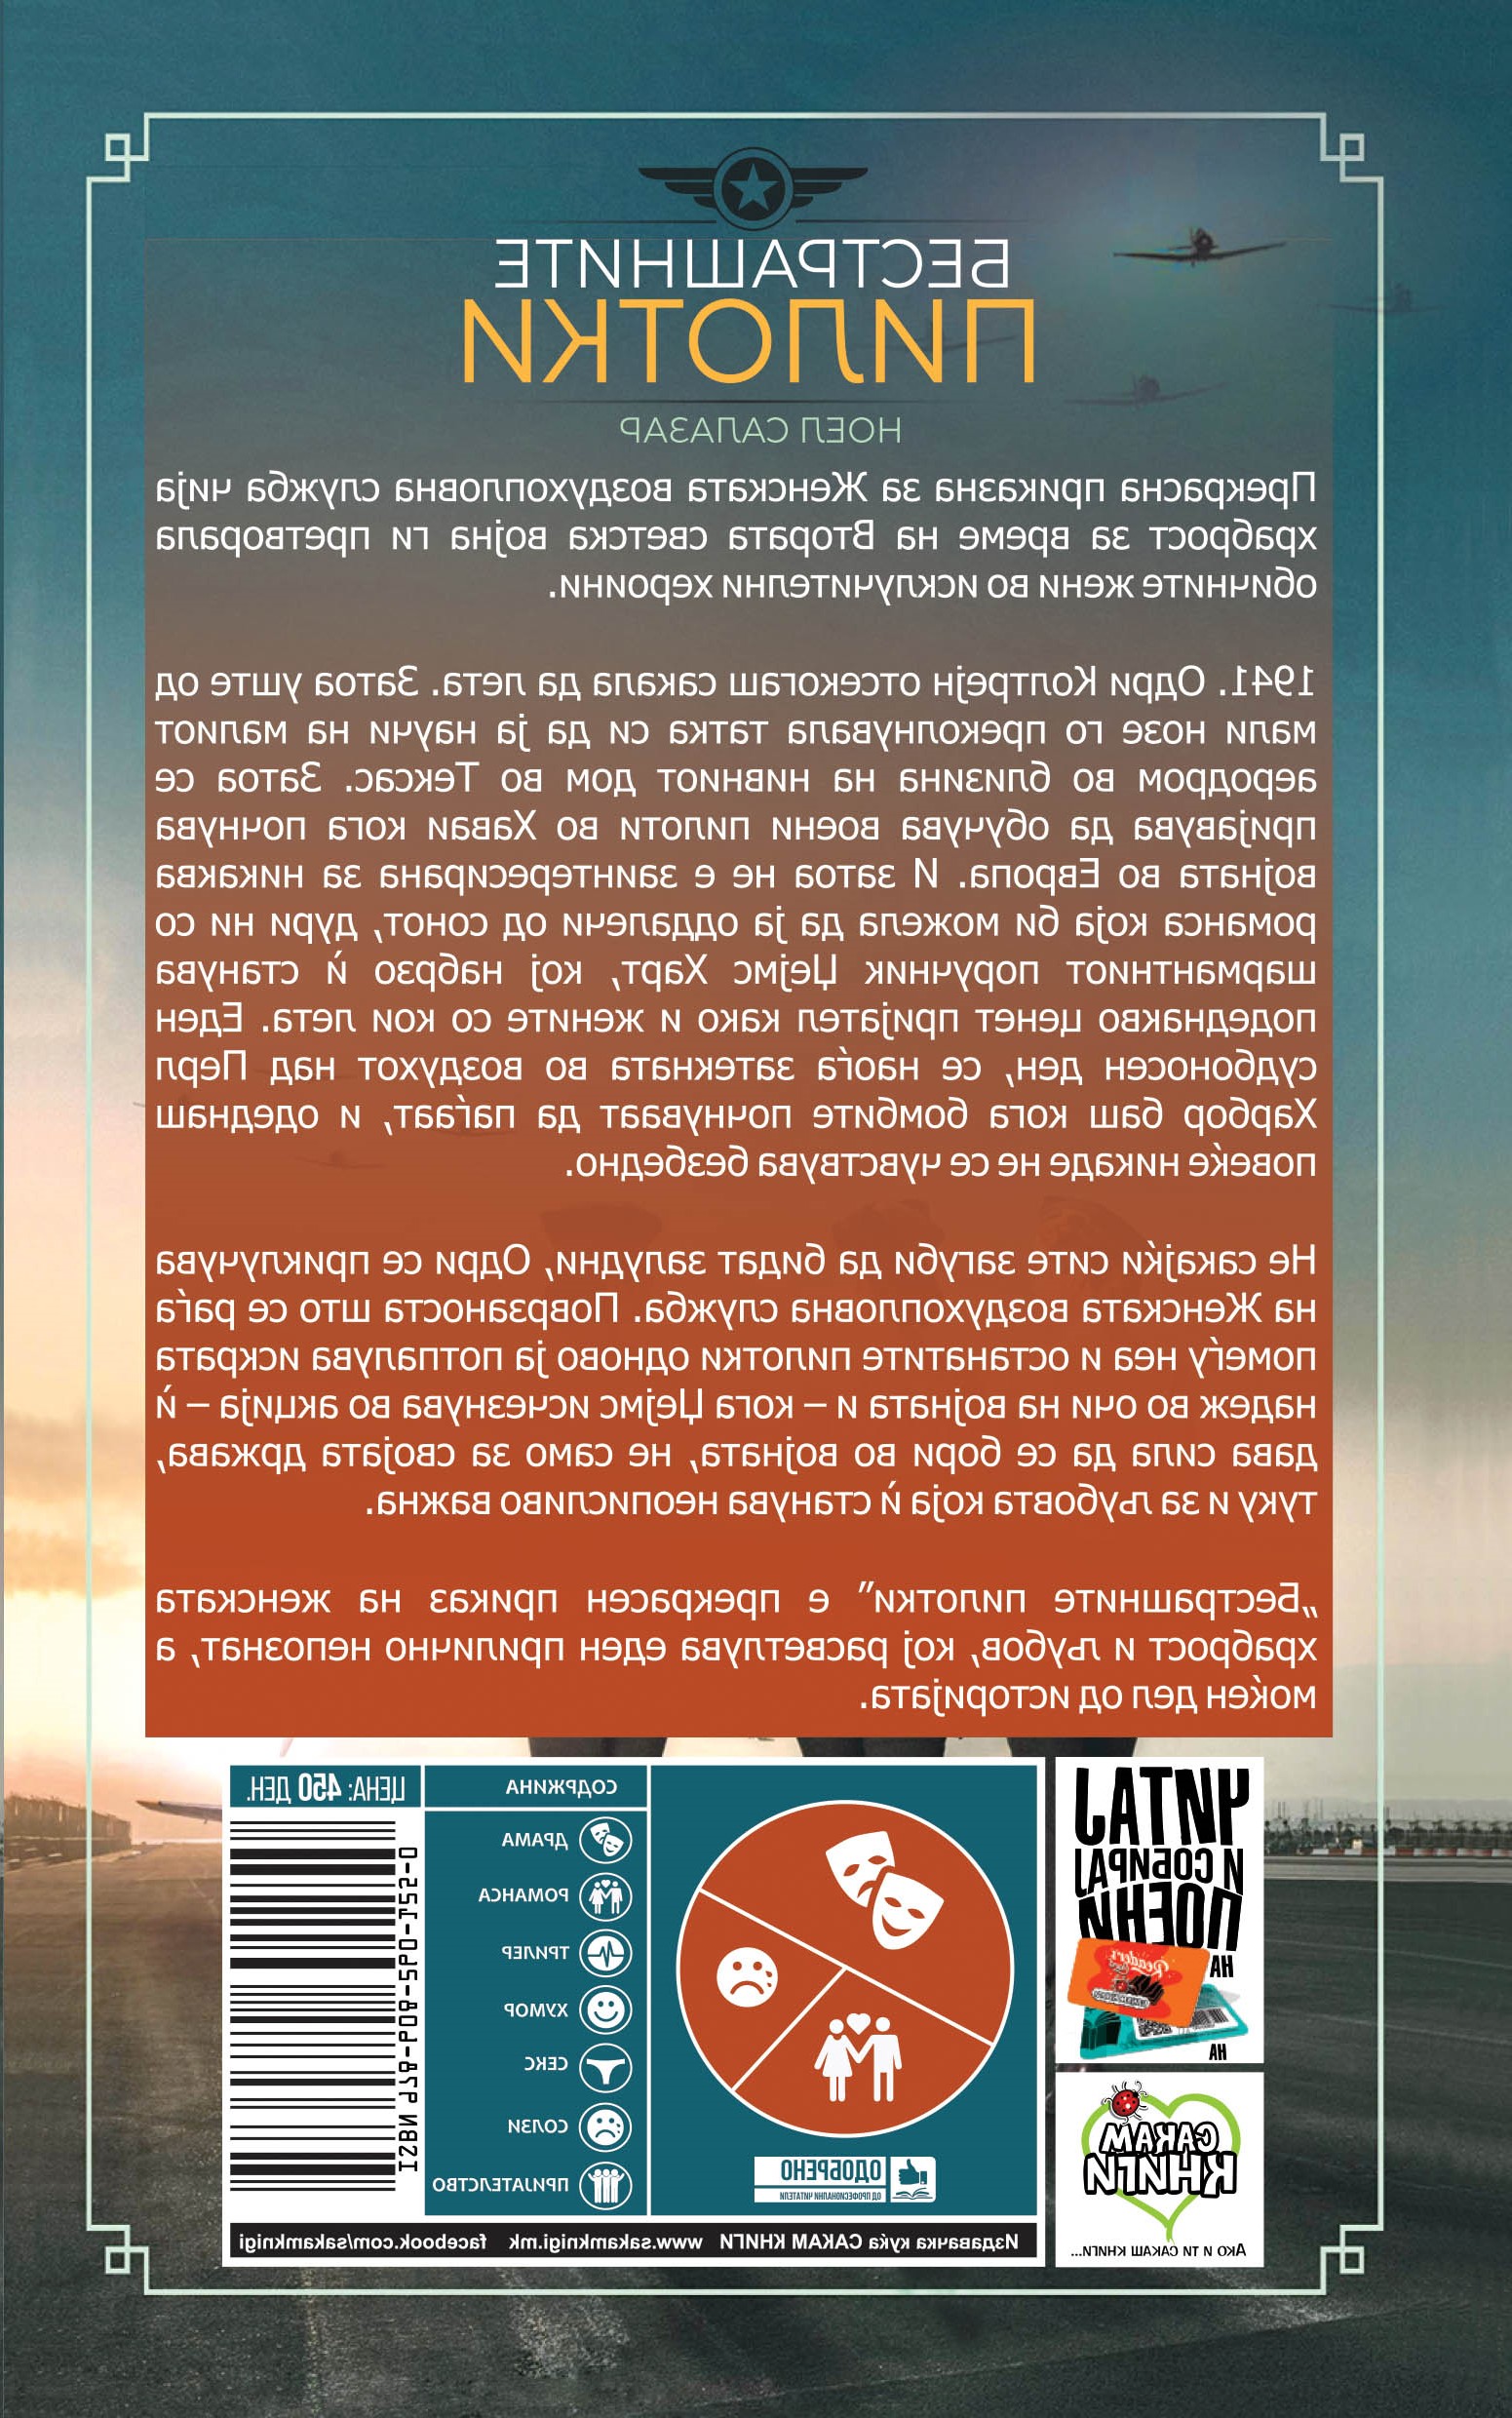 БЕСТРАШНИТЕ
ПИЛОТКИ
НОЕЛ САЛАЗАР
Прекрасна приказна за Женската воздухопловна служба чија
храброст за време на Втората светска војна ги претворала
обичните жени во исклучителни хероини.
1941. Одри Колтрејн отсекогаш сакала да лета. Затоа уште од
мали нозе го преколнувала татка си да ја научи на малиот
аеродром во близина на нивниот дом во Тексас. Затоа се
пријавува да обучува воени пилоти во Хаваи кога почнува
војната во Европа. И затоа не е заинтересирана за никаква
романса која би можела да ја оддалечи од сонот, дури ни со
шармантниот поручник Џејмс Харт, кој набрзо ѝ станува
подеднакво ценет пријател како и жените со кои лета. Еден
судбоносен ден, се наоѓа затекната во воздухот над Перл
Харбор баш кога бомбите почнуваат да паѓаат, и одеднаш
повеќе никаде не се чувствува безбедно.
Не сакајќи сите загуби да бидат залудни, Одри се приклучува
на Женската воздухопловна служба. Поврзаноста што се раѓа
помеѓу неа и останатите пилотки одново ја потпалува искрата
надеж во очи на војната и – кога Џејмс исчезнува во акција – ѝ
дава сила да се бори во војната, не само за својата држава,
туку и за љубовта која ѝ станува неописливо важна.
„Бестрашните пилотки” е прекрасен приказ на женската
храброст и љубов, кој расветлува еден прилично непознат, а
моќен дел од историјата.
ЧИТАЈ
И СОБИРАЈ
ПОЕНИ
НА
Reader's
НА
САКАМ
КНИГИ
Ако и ти сакаш книги...
ОДОБРЕНО
ОД ПРОФЕСИОНАЛНИ ЧИТАТЕЛИ
СОДРЖИНА
ДРАМА
РОМАНСА
ТРИЛЕР
ХУМОР
СЕКС
СОЛЗИ
ПРИЈАТЕЛСТВО
ЦЕНА: 450 ДЕН.
Издавачка куќа САКАМ КНИГИ www.sakamknigi.mk facebook.com/sakamknigi